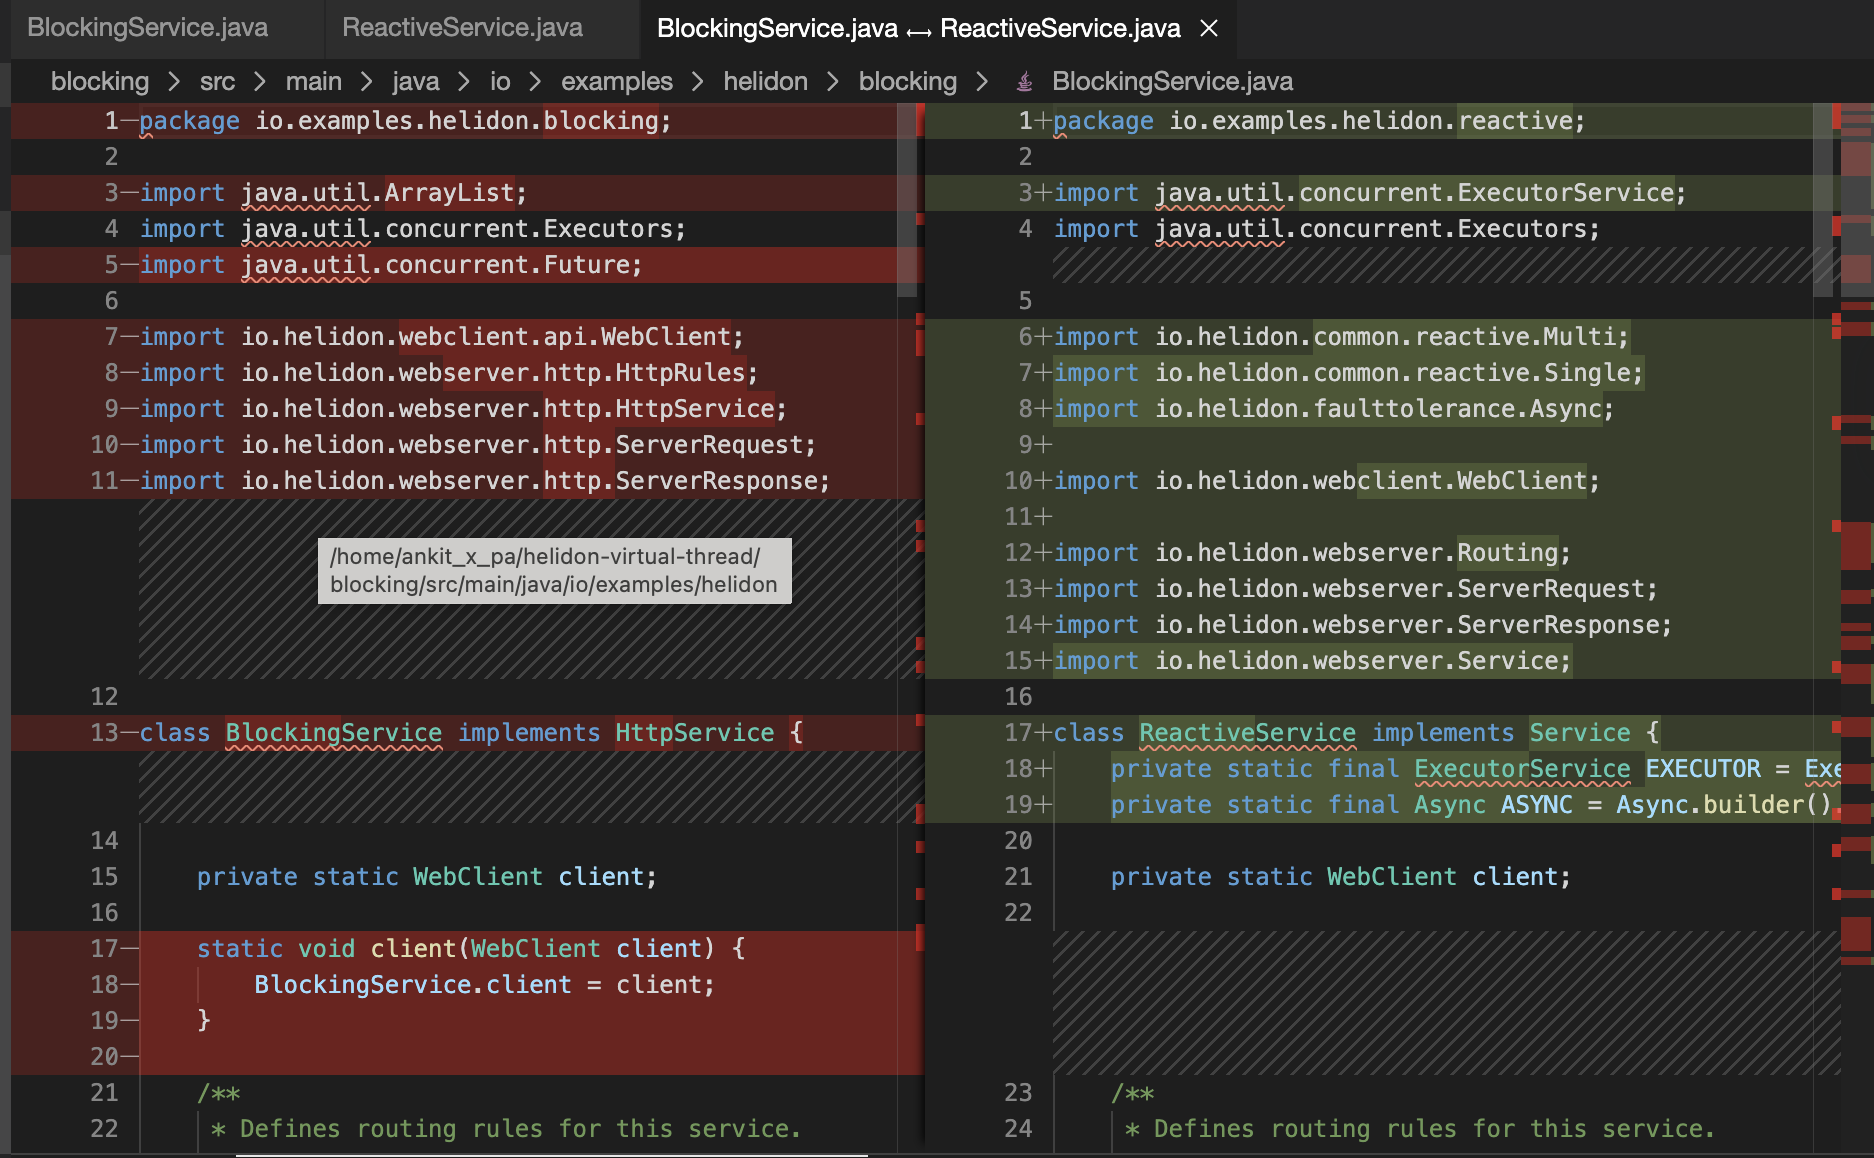 BlockingService.java ReactiveService.java BlockingService.java ↔ ReactiveService.java ×
blocking > src > main > java > io > examples > helidon > blocking > BlockingService.java
1—package io.examples.helidon.blocking;
2
3—import java.util.ArrayList;
4 import java.util.concurrent.Executors;
5—import java.util.concurrent.Future;
6
7—import io.helidon.webclient.api.WebClient;
8—import io.helidon.webserver.http.HttpRules;
9—import io.helidon.webserver.http.HttpService;
10—import io.helidon.webserver.http.ServerRequest;
11—import io.helidon.webserver.http.ServerResponse;
/home/ankit_x_pa/helidon-virtual-thread/
blocking/src/main/java/io/examples/helidon
12
13—class BlockingService implements HttpService {
14
15 private static WebClient client;
16
17—static void client(WebClient client) {
18—BlockingService.client = client;
19—}
20—
21 /**
22 * Defines routing rules for this service.
1+package io.examples.helidon.reactive;
2
3+import java.util.concurrent.ExecutorService;
4 import java.util.concurrent.Executors;
5
6+import io.helidon.common.reactive.Multi;
7+import io.helidon.common.reactive.Single;
8+import io.helidon.faulttolerance.Async;
9+
10+import io.helidon.webclient.WebClient;
11+
12+import io.helidon.webserver.Routing;
13+import io.helidon.webserver.ServerRequest;
14+import io.helidon.webserver.ServerResponse;
15+import io.helidon.webserver.Service;
16
17+class ReactiveService implements Service {
18+private static final ExecutorService EXECUTOR = Exe
19+private static final Async ASYNC = Async.builder().
20
21 private static WebClient client;
22
23 /**
24 * Defines routing rules for this service.